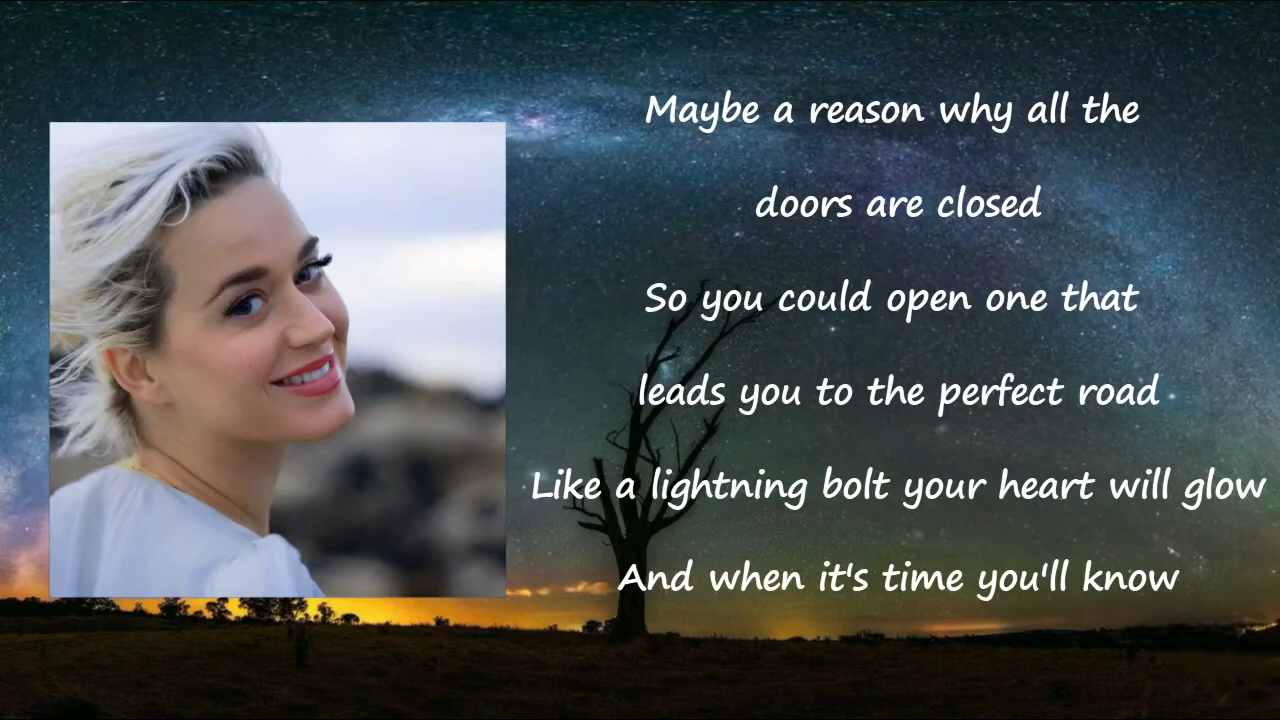 Maybe a reason why all the
doors are closed
So you could open one that
leads you to the perfect road
Like a lightning bolt your heart will glow
And when it's time you'll know